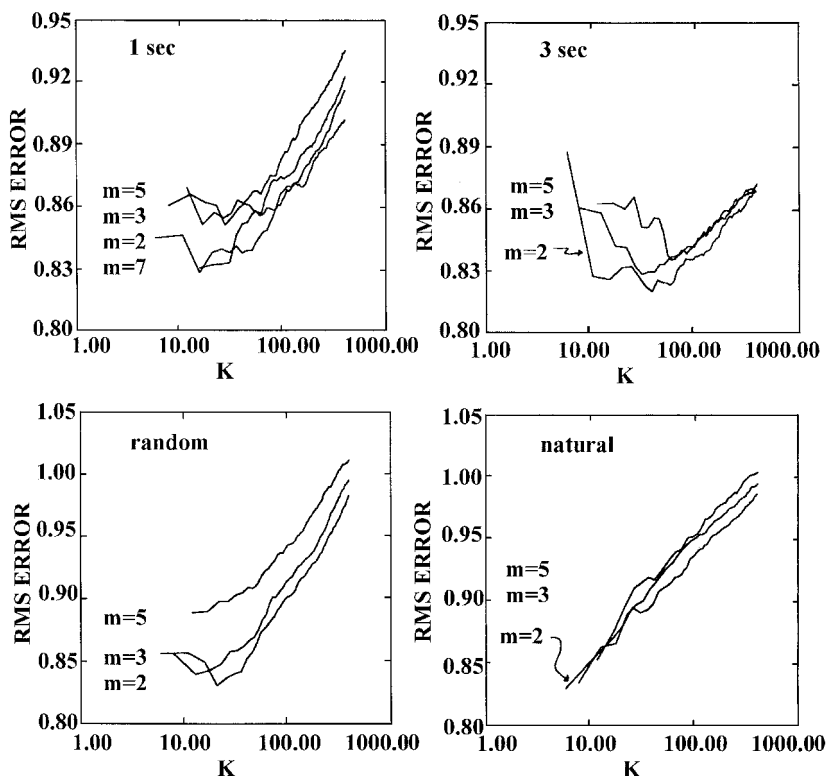 1 sec
RMS ERROR
0.95
0.92
0.89
0.86
0.83
0.80
m=5
m=3
m=2
m=7
1.00 10.00 100.00 1000.00
K
3 sec
RMS ERROR
0.95
0.92
0.89
0.86
0.83
0.80
m=5
m=3
m=2
1.00 10.00 100.00 1000.00
K
random
RMS ERROR
1.05
1.00
0.95
0.90
0.85
0.80
m=5
m=3
m=2
1.00 10.00 100.00 1000.00
K
natural
RMS ERROR
1.05
1.00
0.95
0.90
0.85
0.80
m=5
m=3
m=2
1.00 10.00 100.00 1000.00
K